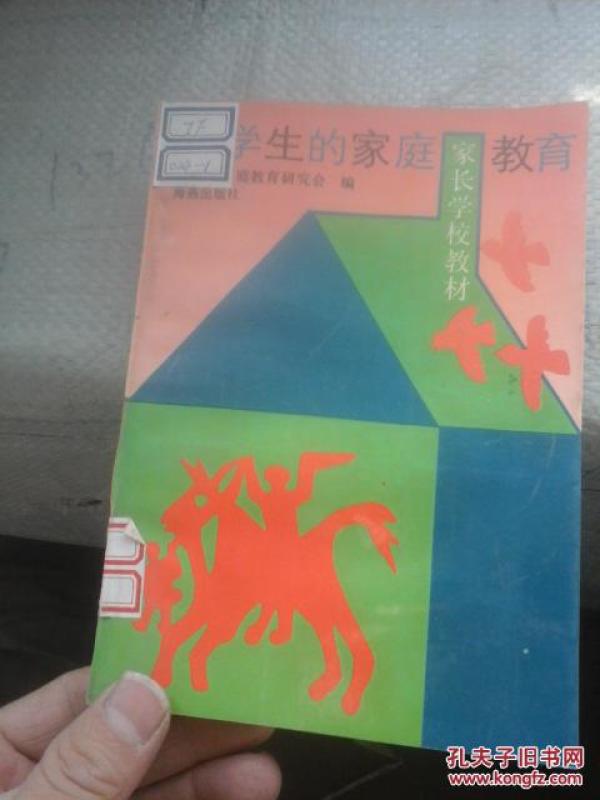 学生的家庭教育
庭教育研究会 编
海燕出版社
家长学校教材
孔夫子旧书网
www.kongfz.com